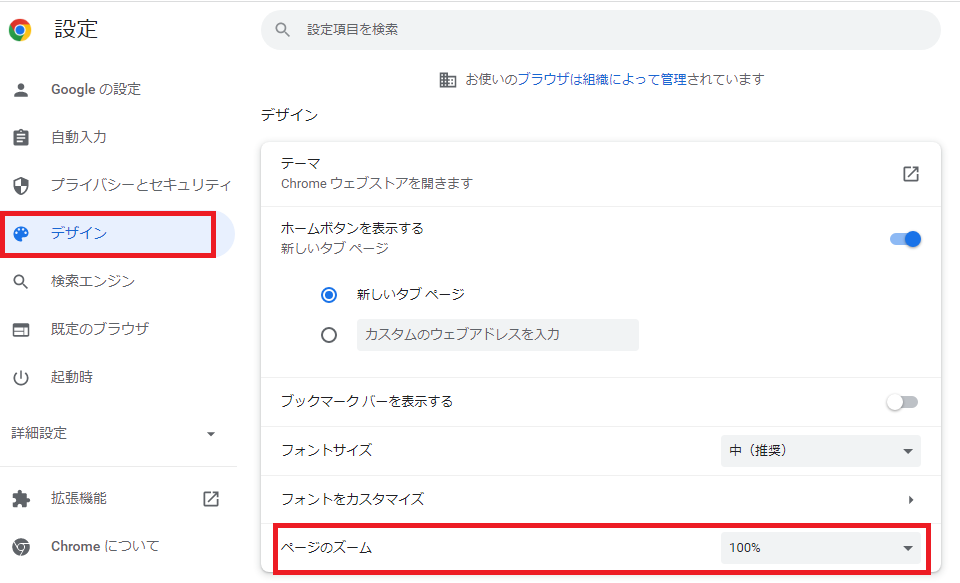 設定
設定項目を検索
Google の設定
自動入力
プライバシーとセキュリティ
デザイン
検索エンジン
既定のブラウザ
起動時
詳細設定
拡張機能
Chrome について
お使いのブラウザは組織によって管理されています
デザイン
テーマ
Chrome ウェブストアを開きます
ホームボタンを表示する
新しいタブ ページ
新しいタブ ページ
カスタムのウェブアドレスを入力
ブックマーク バーを表示する
フォントサイズ 中（推奨）
フォントをカスタマイズ
ページのズーム 100%